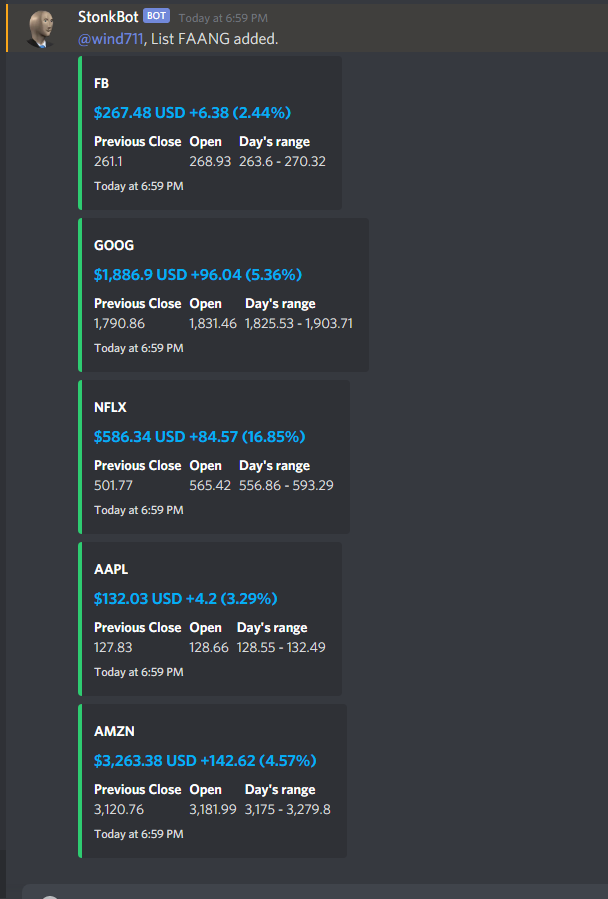 StonkBot BOT Today at 6:59 PM
@wind711, List FAANG added.
FB
$267.48 USD +6.38 (2.44%)
Previous Close Open Day's range
261.1 268.93 263.6 - 270.32
Today at 6:59 PM
GOOG
$1,886.9 USD +96.04 (5.36%)
Previous Close Open Day's range
1,790.86 1,831.46 1,825.53 - 1,903.71
Today at 6:59 PM
NFLX
$586.34 USD +84.57 (16.85%)
Previous Close Open Day's range
501.77 565.42 556.86 - 593.29
Today at 6:59 PM
AAPL
$132.03 USD +4.2 (3.29%)
Previous Close Open Day's range
127.83 128.66 128.55 - 132.49
Today at 6:59 PM
AMZN
$3,263.38 USD +142.62 (4.57%)
Previous Close Open Day's range
3,120.76 3,181.99 3,175 - 3,279.8
Today at 6:59 PM